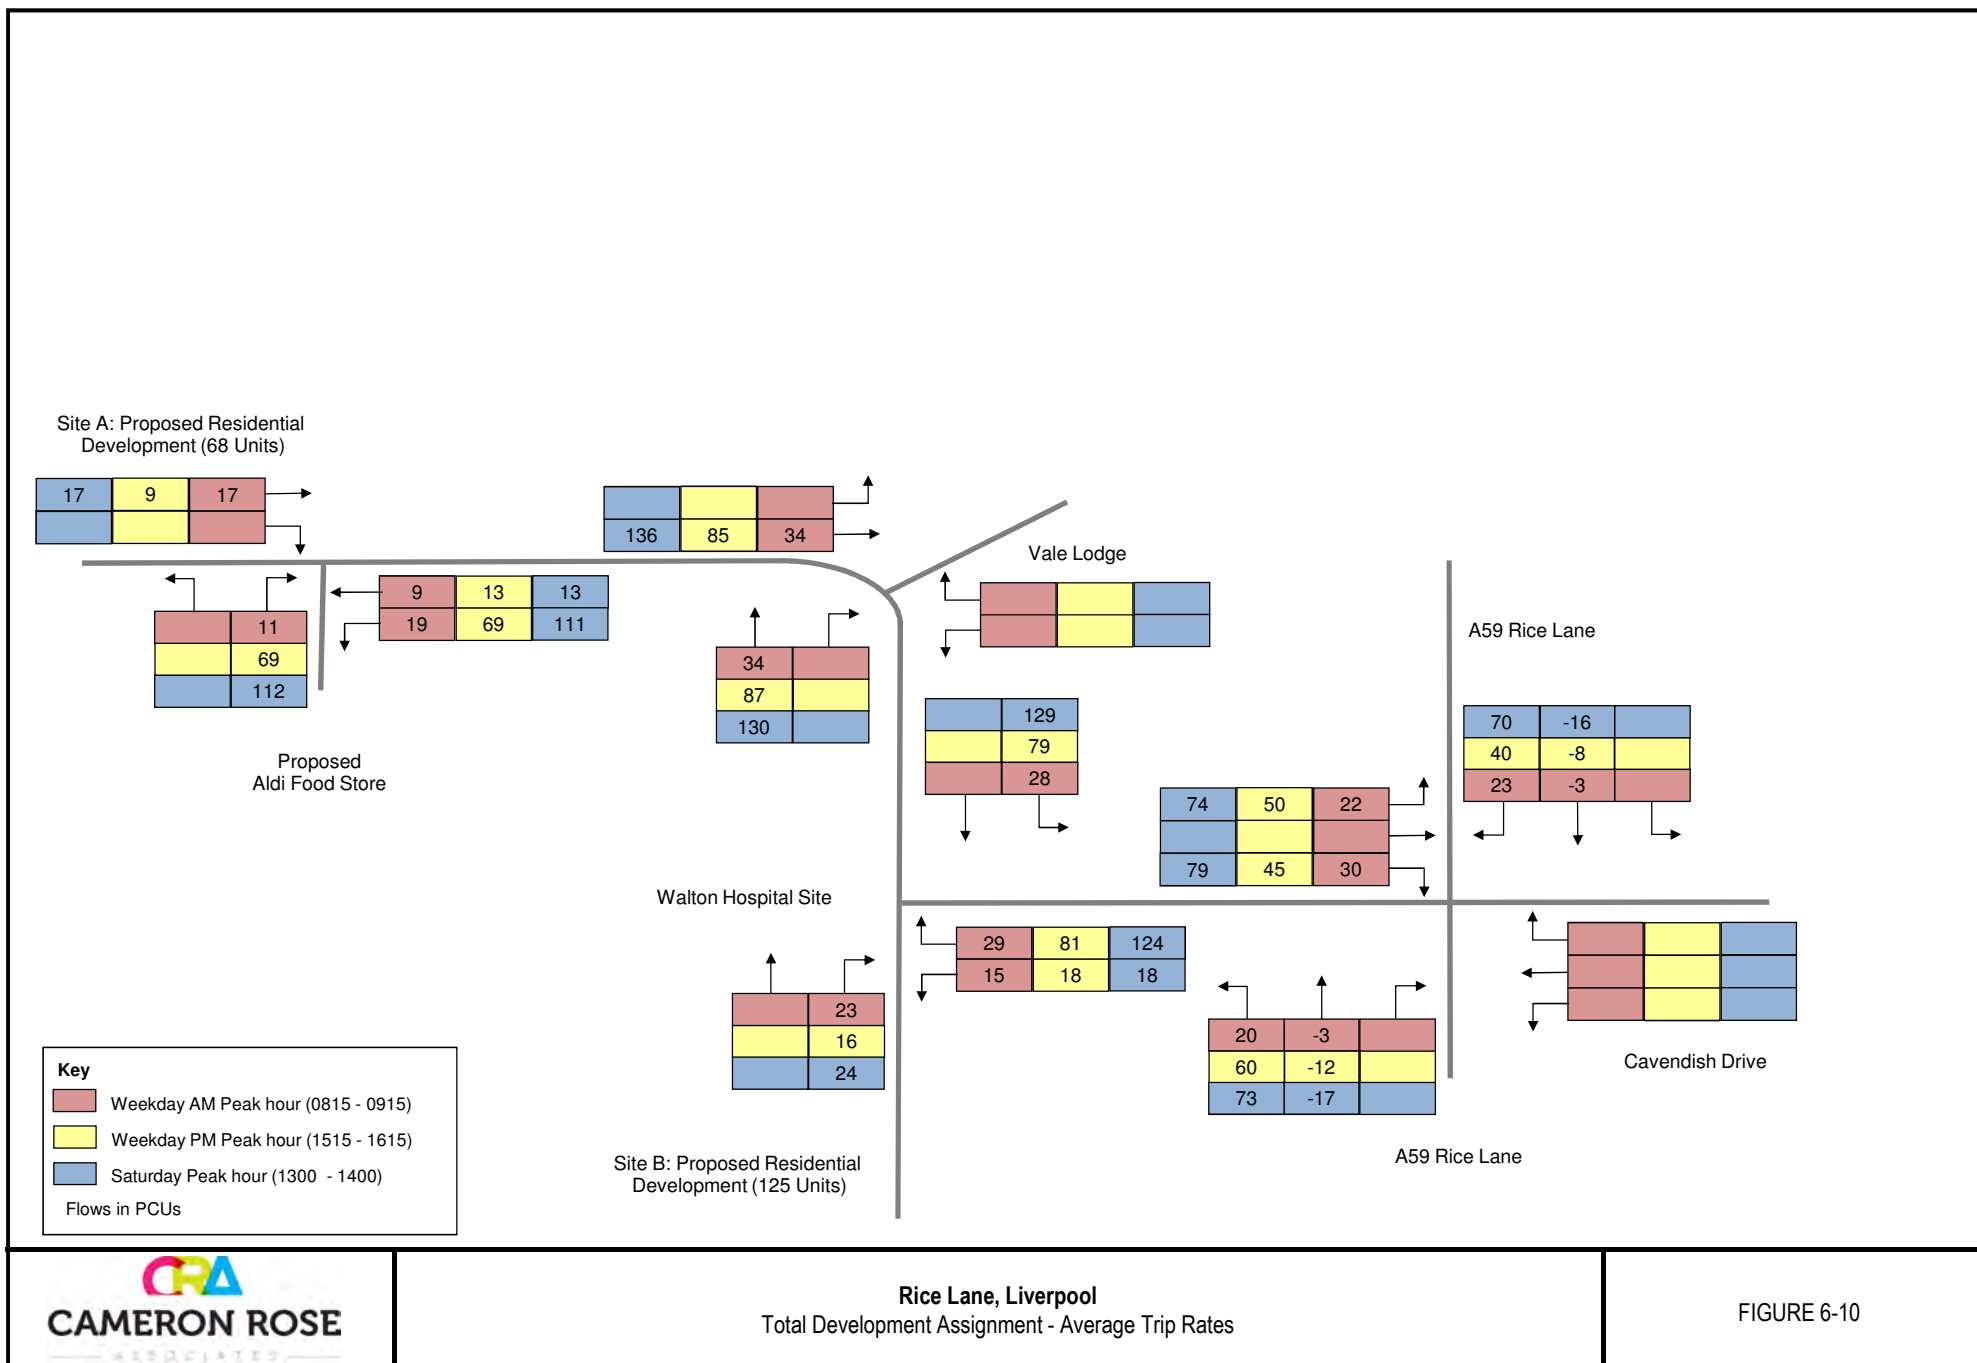 Site A: Proposed Residential
Development (68 Units)
17 9 17
136 85 34
Vale Lodge
9 13 13
19 69 111
11
69
112
A59 Rice Lane
34
87
130
129
79
28
70 -16
40 -8
23 -3
Proposed
Aldi Food Store
74 50 22
79 45 30
Walton Hospital Site
29 81 124
15 18 18
23
16
24
20 -3
60 -12
73 -17
Cavendish Drive
Key
Weekday AM Peak hour (0815 - 0915)
Weekday PM Peak hour (1515 - 1615)
Saturday Peak hour (1300 - 1400)
Flows in PCUs
Site B: Proposed Residential
Development (125 Units)
A59 Rice Lane
CRA
CAMERON ROSE
ASSOCIATES
Rice Lane, Liverpool
Total Development Assignment - Average Trip Rates
FIGURE 6-10